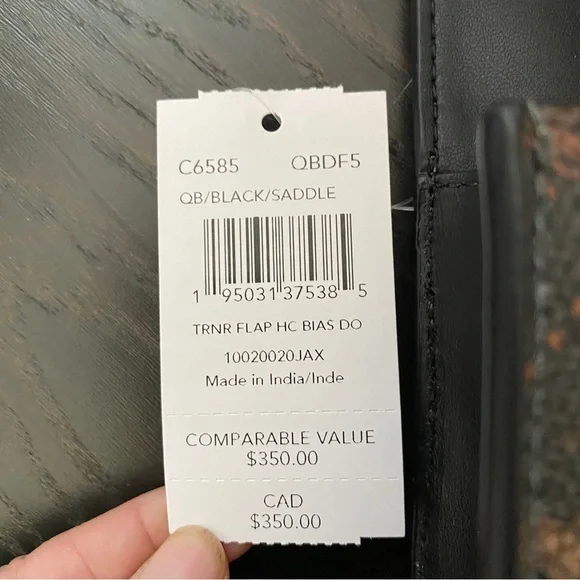 C6585 QBDF5
QB/BLACK/SADDLE
1 95031 37538 5
TRNR FLAP HC BIAS DO
10020020JAX
Made in India/Inde
COMPARABLE VALUE
$350.00
CAD
$350.00